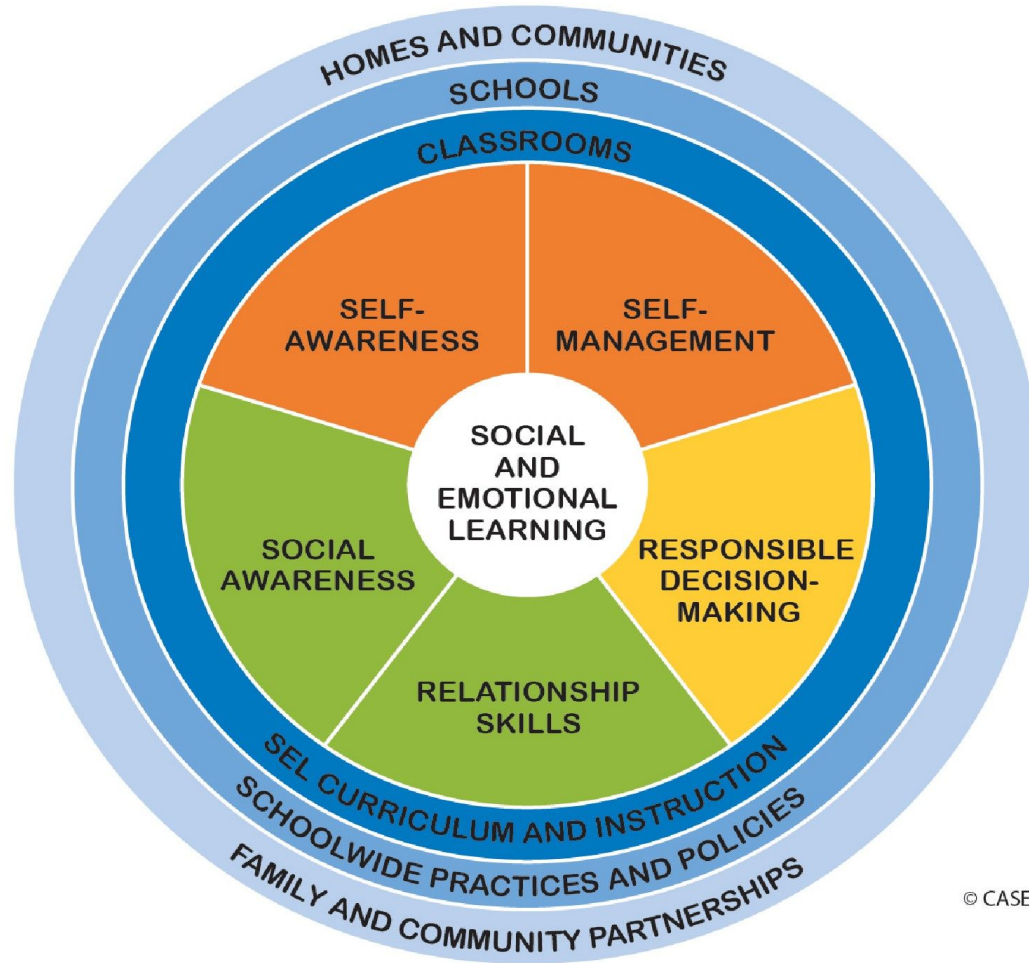 HOMES AND COMMUNITIES
SCHOOLS
CLASSROOMS
SELF-
AWARENESS
SELF-
MANAGEMENT
SOCIAL
AND
EMOTIONAL
LEARNING
SOCIAL
AWARENESS
RESPONSIBLE
DECISION-
MAKING
RELATIONSHIP
SKILLS
SEL CURRICULUM AND INSTRUCTION
SCHOOLWIDE PRACTICES AND POLICIES
FAMILY AND COMMUNITY PARTNERSHIPS
© CASE